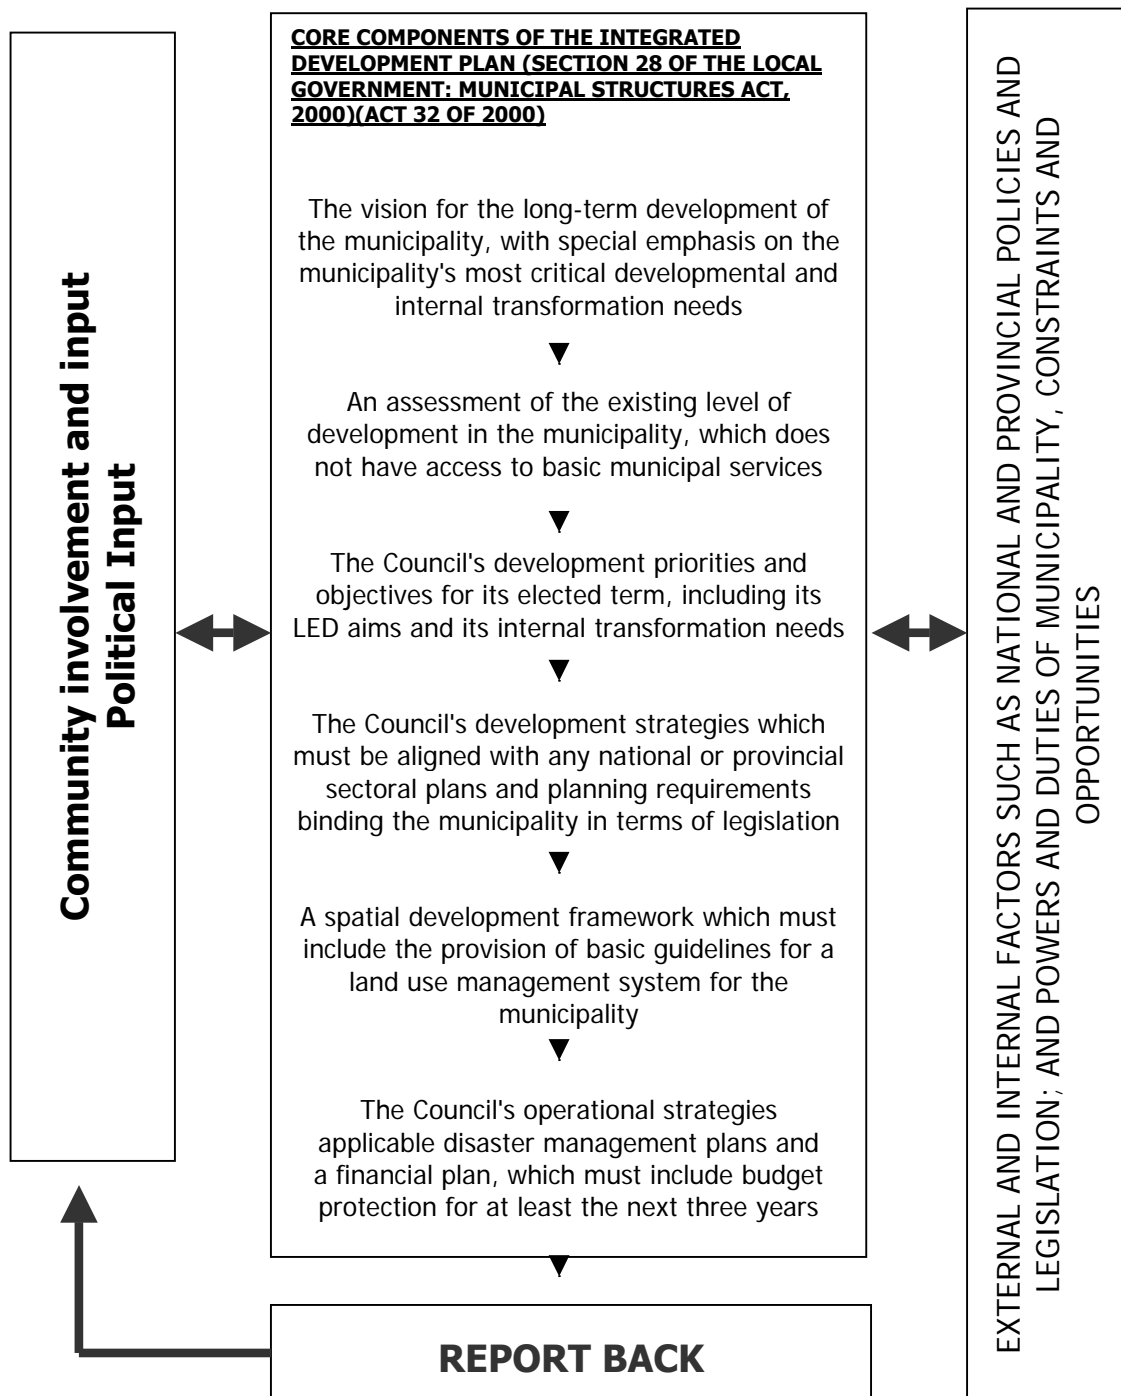 Community involvement and input
Political Input
CORE COMPONENTS OF THE INTEGRATED
DEVELOPMENT PLAN (SECTION 28 OF THE LOCAL
GOVERNMENT: MUNICIPAL STRUCTURES ACT,
2000)(ACT 32 OF 2000)
The vision for the long-term development of
the municipality, with special emphasis on the
municipality's most critical developmental and
internal transformation needs
An assessment of the existing level of
development in the municipality, which does
not have access to basic municipal services
The Council's development priorities and
objectives for its elected term, including its
LED aims and its internal transformation needs
The Council's development strategies which
must be aligned with any national or provincial
sectoral plans and planning requirements
binding the municipality in terms of legislation
A spatial development framework which must
include the provision of basic guidelines for a
land use management system for the
municipality
The Council's operational strategies
applicable disaster management plans and
a financial plan, which must include budget
protection for at least the next three years
REPORT BACK
EXTERNAL AND INTERNAL FACTORS SUCH AS NATIONAL AND PROVINCIAL POLICIES AND
LEGISLATION; AND POWERS AND DUTIES OF MUNICIPALITY, CONSTRAINTS AND
OPPORTUNITIES